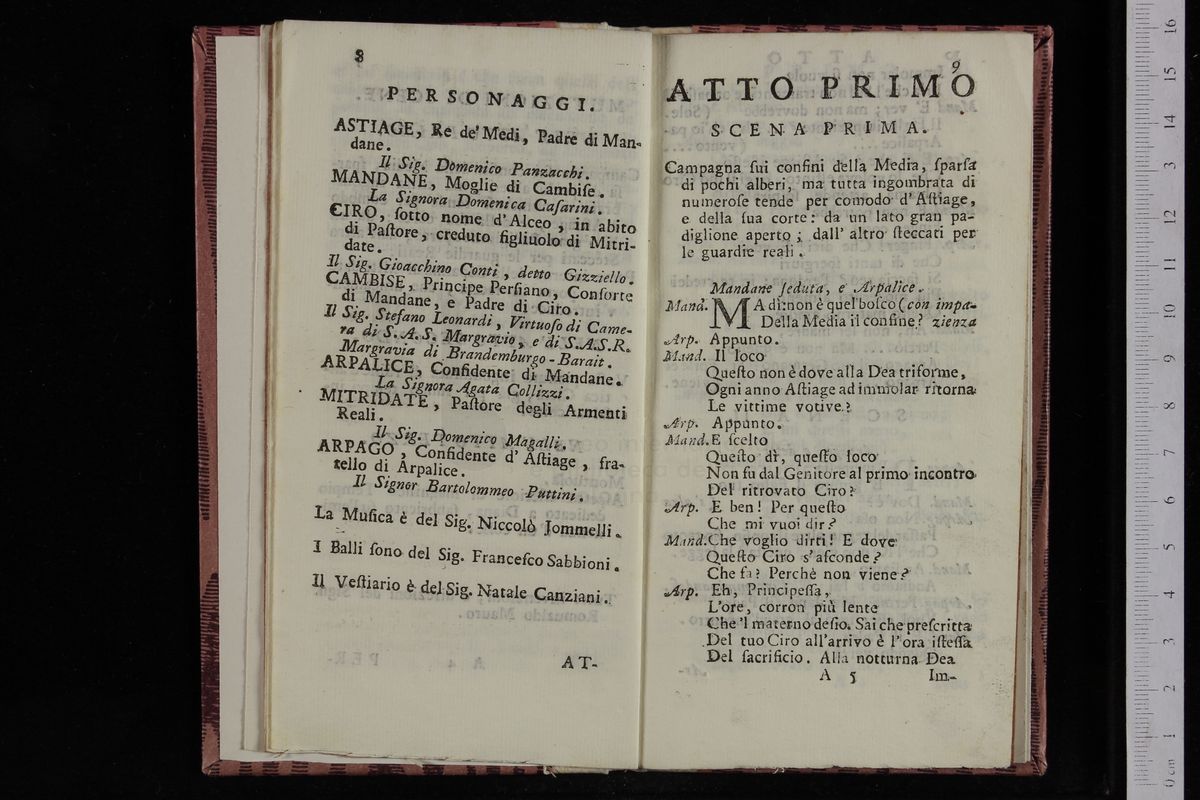 8
PERSONAGGI.
ASTIAGE, Re de' Medi, Padre di Man-
dane.
Il Sig. Domenico Panzacchi.
MANDANE, Moglie di Cambiſe.
La Signora Domenica Caſarini.
CIRO, ſotto nome d'Alceo, in abito
di Paſtore, creduto figliuolo di Mitri-
date.
Il Sig. Gioacchino Conti, detto Gizziello.
CAMBISE, Principe Perſiano, Conſorte
di Mandane, e Padre di Ciro.
Il Sig. Stefano Leonardi, Virtuoſo di Came-
ra di S.A.S. Margravio, e di S.A.S.R.
Margravia di Brandemburgo-Barait.
ARPALICE, Confidente di Mandane.
La Signora Agata Collizzi.
MITRIDATE, Paſtore degli Armenti
Reali.
Il Sig. Domenico Magalli.
ARPAGO, Confidente d'Aſtiage, fra-
tello di Arpalice.
Il Signor Bartolommeo Puttini.
La Muſica è del Sig. Niccolò Jommelli.
I Balli ſono del Sig. Franceſco Sabbioni.
Il Veſtiario è del Sig. Natale Canziani.
AT-
9
ATTO PRIMO
SCENA PRIMA.
Campagna ſui confini della Media, ſparſa
di pochi alberi, ma tutta ingombrata di
numeroſe tende per comodo d'Aſtiage,
e della ſua corte: da un lato gran pa-
diglione aperto; dall' altro ſteccati per
le guardie reali.
Mandane ſeduta, e Arpalice.
Mand. MA dì: non è quel boſco (con impa-
Della Media il confine? zienza
Arp. Appunto.
Mand. Il loco
Queſto non è dove alla Dea triforme,
Ogni anno Aſtiage ad immolar ritorna
Le vittime votive?
Arp. Appunto.
Mand. E ſcelto
Queſto dì, queſto loco
Non fu dal Genitore al primo incontro
Del ritrovato Ciro?
Arp. E ben! Per queſto
Che mi vuoi dir?
Mand. Che voglio dirti! E dove
Queſto Ciro s'aſconde?
Che fa? Perchè non viene?
Arp. Eh, Principeſſa,
L'ore, corron più lente
Che 'l materno deſio. Sai che preſcritta
Del tuo Ciro all'arrivo è l'ora iſteſſa
Del ſacrificio. Alla notturna Dea
A 5 Im-